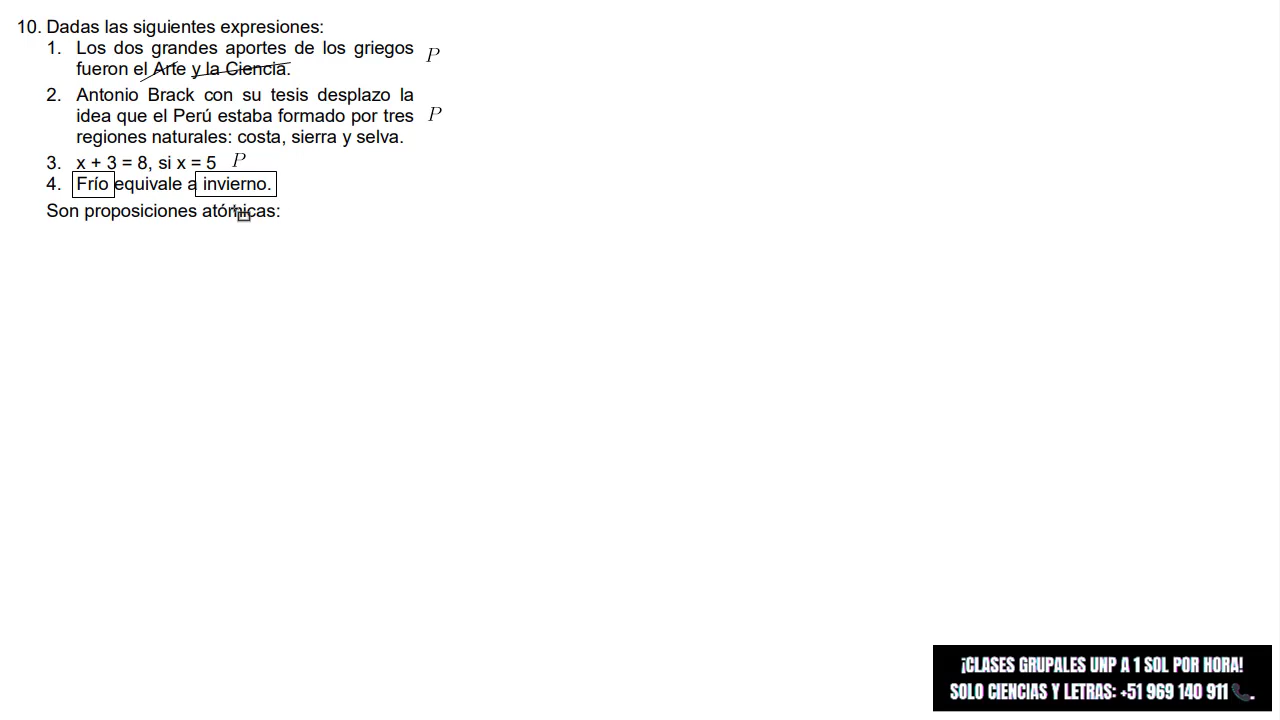 10. Dadas las siguientes expresiones:
1. Los dos grandes aportes de los griegos P
fueron el Arte y la Ciencia.
2. Antonio Brack con su tesis desplazo la
idea que el Perú estaba formado por tres P
regiones naturales: costa, sierra y selva.
3. x + 3 = 8, si x = 5 P
4. Frío equivale a invierno.
Son proposiciones atómicas:
¡CLASES GRUPALES UNP A 1 SOL POR HORA!
SOLO CIENCIAS Y LETRAS: +51 969 140 911 📞.